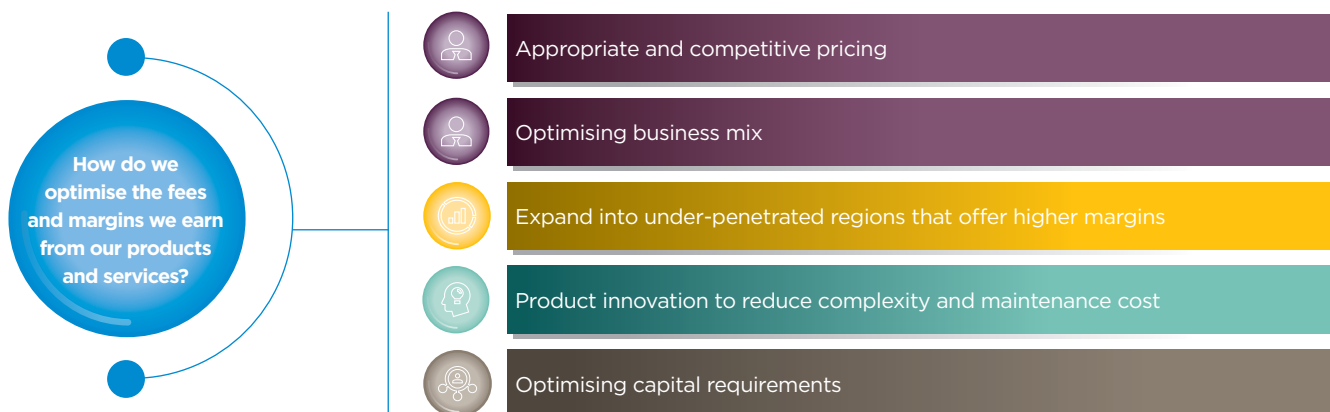 How do we
optimise the fees
and margins we earn
from our products
and services?
Appropriate and competitive pricing
Optimising business mix
Expand into under-penetrated regions that offer higher margins
Product innovation to reduce complexity and maintenance cost
Optimising capital requirements